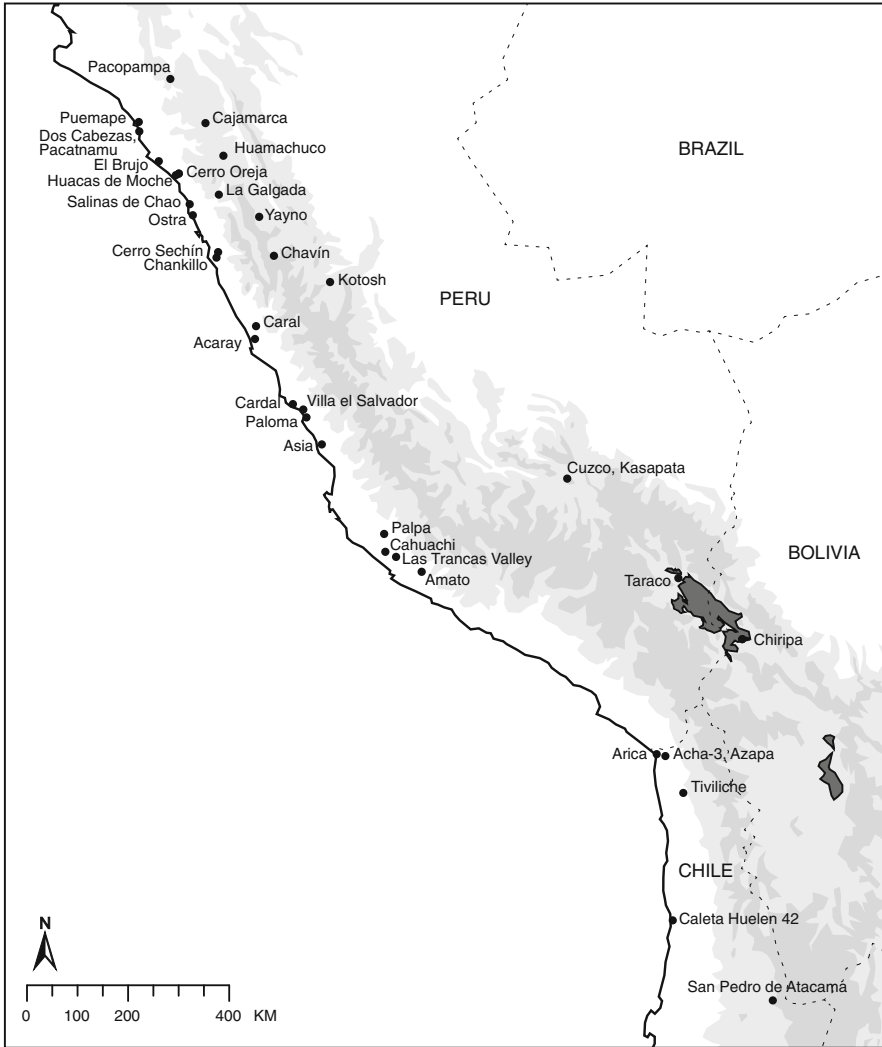 Pacopampa
Puemape
Cajamarca
Dos Cabezas,
Pacatnamu
BRAZIL
Huamachuco
El Brujo
Cerro Oreja
Huacas de Moche
La Galgada
Salinas de Chao
Ostra
Yayno
Cerro Sechín
Chavín
Chankillo
Kotosh
PERU
Caral
Acaray
Cardal
Villa el Salvador
Paloma
Asia
Cuzco, Kasapata
Palpa
Cahuachi
Las Trancas Valley
Amato
BOLIVIA
Taraco
Chiripa
Arica
Acha-3, Azapa
Tiviliche
CHILE
Caleta Huelen 42
N
San Pedro de Atacama
0 100 200 400 KM